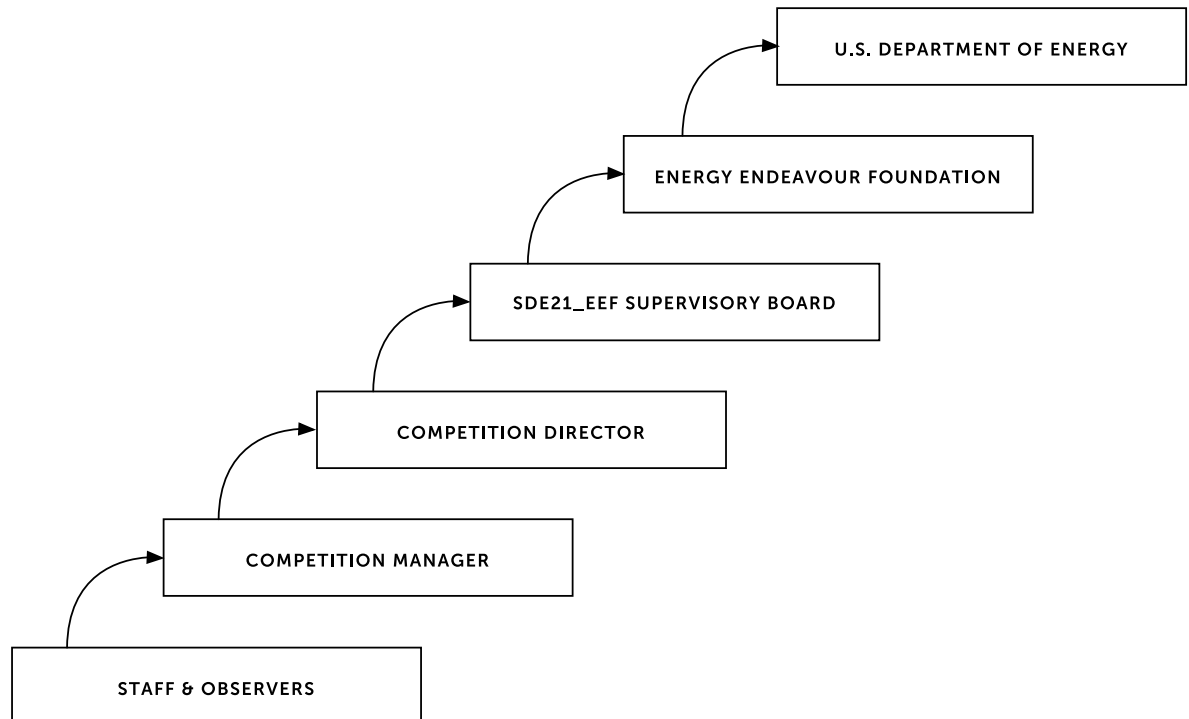 U.S. DEPARTMENT OF ENERGY
ENERGY ENDEAVOUR FOUNDATION
SDE21_EEF SUPERVISORY BOARD
COMPETITION DIRECTOR
COMPETITION MANAGER
STAFF & OBSERVERS